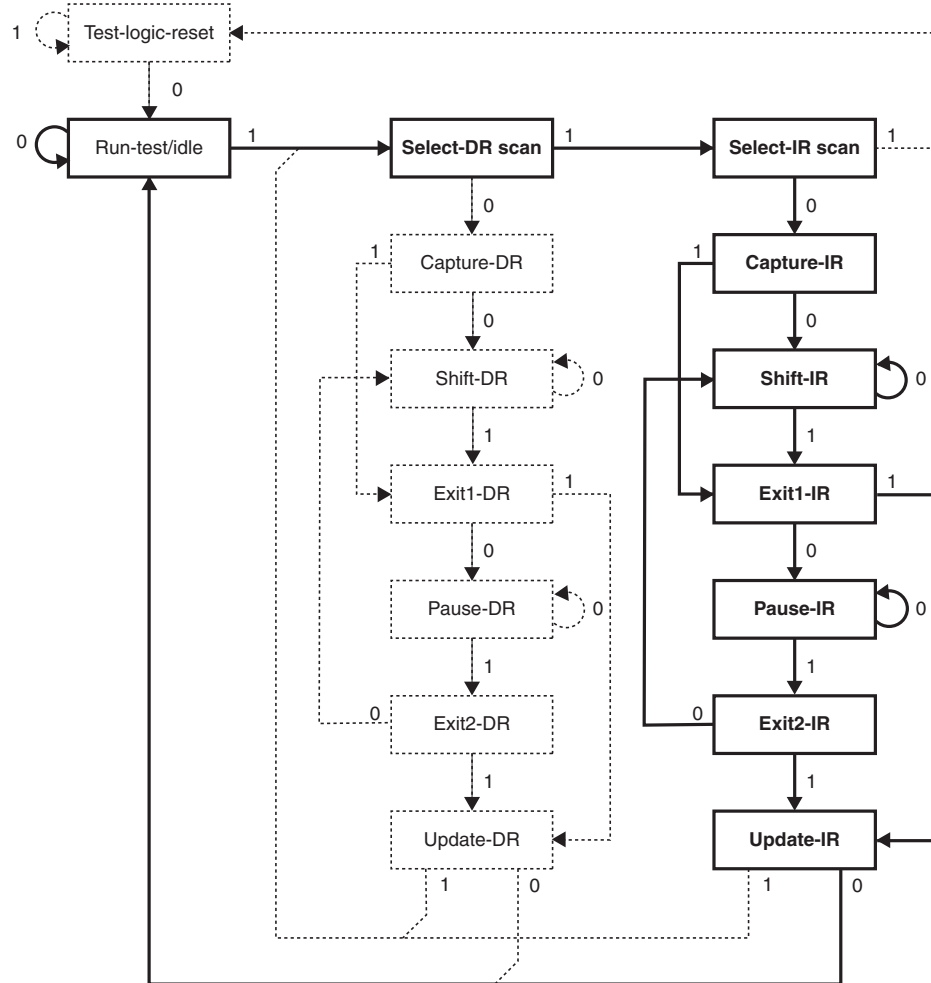 1 Test-logic-reset
0
0 Run-test/idle 1 Select-DR scan 1 Select-IR scan 1
0 0
1 Capture-DR 1 Capture-IR
0 0
Shift-DR 0 Shift-IR 0
1 1
Exit1-DR 1 Exit1-IR 1
0 0
Pause-DR 0 Pause-IR 0
1 1
0 Exit2-DR 0 Exit2-IR
1 1
Update-DR Update-IR
1 0 1 0